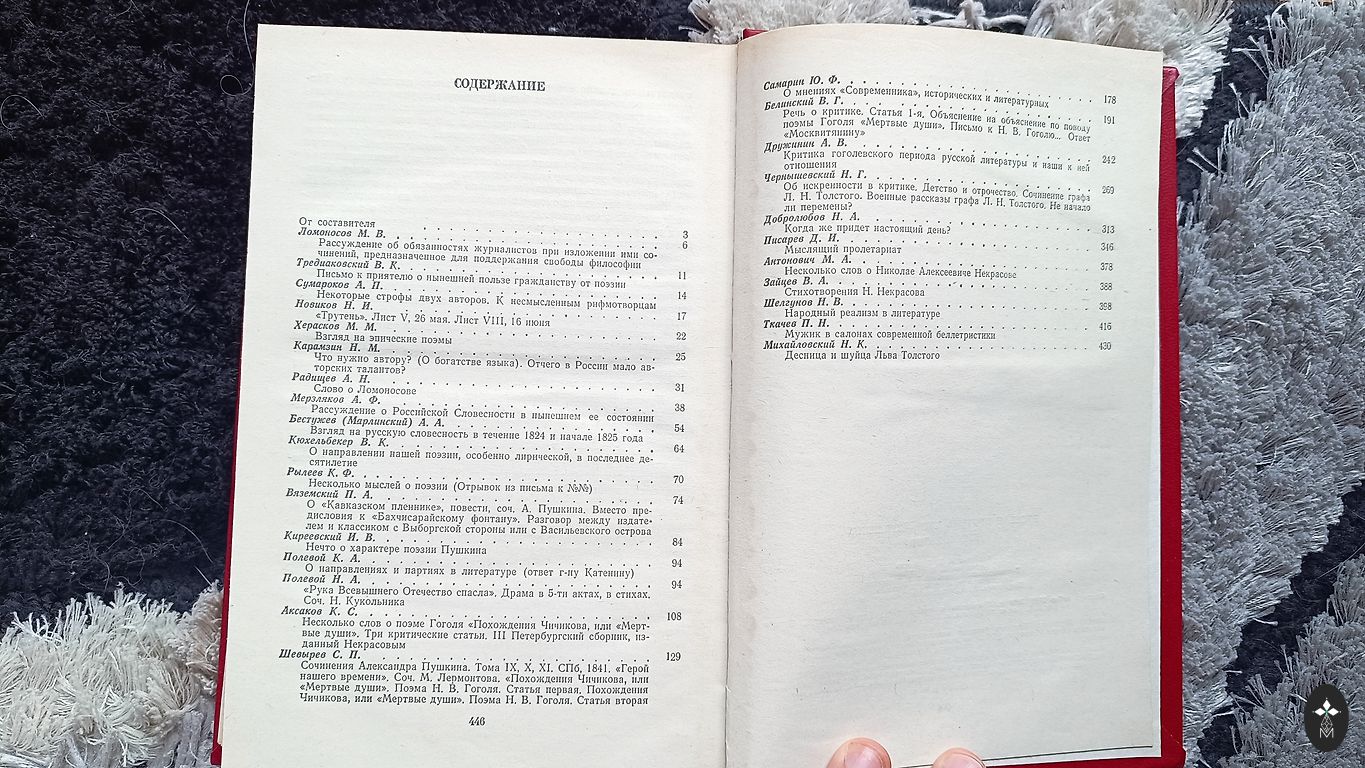 СОДЕРЖАНИЕ
От составителя . . . . . . . . . . . . . . . . . . 3
Ломоносов М. В. . . . . . . . . . . . . . . . . . 6
Рассуждение об обязанностях журналистов при изложении ими со-
чинений, предназначенное для поддержания свободы философии
Тредиаковский В. К. . . . . . . . . . . . . . . . . . 11
Письмо к приятелю о нынешней пользе гражданству от поэзии
Сумароков А. П. . . . . . . . . . . . . . . . . . 14
Некоторые строфы двух авторов. К несмысленным рифмотворцам
Новиков Н. И. . . . . . . . . . . . . . . . . . 17
«Трутень». Лист V, 26 мая. Лист VIII, 16 июня
Херасков М. М. . . . . . . . . . . . . . . . . . 22
Взгляд на эпические поэмы
Карамзин Н. М. . . . . . . . . . . . . . . . . . 25
Что нужно автору? (О богатстве языка). Отчего в России мало ав-
торских талантов?
Радищев А. Н. . . . . . . . . . . . . . . . . . 31
Слово о Ломоносове
Мерзляков А. Ф. . . . . . . . . . . . . . . . . . 38
Рассуждение о Российской Словесности в нынешнем ее состоянии
Бестужев (Марлинский) А. А. . . . . . . . . . . . . . . . . . 54
Взгляд на русскую словесность в течение 1824 и начале 1825 года
Кюхельбекер В. К. . . . . . . . . . . . . . . . . . 64
О направлении нашей поэзии, особенно лирической, в последнее де-
сятилетие
Рылеев К. Ф. . . . . . . . . . . . . . . . . . 70
Несколько мыслей о поэзии (Отрывок из письма к №№)
Вяземский П. А. . . . . . . . . . . . . . . . . . 74
О «Кавказском пленнике», повести, соч. А. Пушкина. Вместо пре-
дисловия к «Бахчисарайскому фонтану». Разговор между издате-
лем и классиком с Выборгской стороны или с Васильевского острова
Киреевский И. В. . . . . . . . . . . . . . . . . . 84
Нечто о характере поэзии Пушкина
Полевой К. А. . . . . . . . . . . . . . . . . . 94
О направлениях и партиях в литературе (ответ г-ну Катенину)
Полевой Н. А. . . . . . . . . . . . . . . . . . 94
«Рука Всевышнего Отечество спасла». Драма в 5-ти актах, в стихах.
Соч. Н. Кукольника
Аксаков К. С. . . . . . . . . . . . . . . . . . 108
Несколько слов о поэме Гоголя «Похождения Чичикова, или «Мерт-
вые души». Три критические статьи. III Петербургский сборник, из-
данный Некрасовым
Шевырев С. П. . . . . . . . . . . . . . . . . . 129
Сочинения Александра Пушкина. Тома IX, X, XI. СПб, 1841. «Герой
нашего времени». Соч. М. Лермонтова. «Похождения Чичикова, или
«Мертвые души». Поэма Н. В. Гоголя. Статья первая. Похождения
Чичикова, или «Мертвые души». Поэма Н. В. Гоголя. Статья вторая
446
Самарин Ю. Ф. . . . . . . . . . . . . . . . . . 178
О мнениях «Современника», исторических и литературных
Белинский В. Г. . . . . . . . . . . . . . . . . . 191
Речь о критике. Статья 1-я, Объяснение на объяснение по поводу
поэмы Гоголя «Мертвые души». Письмо к Н. В. Гоголю... Ответ
«Москвитянину»
Дружинин А. В. . . . . . . . . . . . . . . . . . 242
Критика гоголевского периода русской литературы и наши к ней
отношения
Чернышевский Н. Г. . . . . . . . . . . . . . . . . . 269
Об искренности в критике. Детство и отрочество. Сочинение графа
Л. Н. Толстого. Военные рассказы графа Л. Н. Толстого. Не начало
ли перемены?
Добролюбов Н. А. . . . . . . . . . . . . . . . . . 313
Когда же придет настоящий день?
Писарев Д. И. . . . . . . . . . . . . . . . . . 346
Мыслящий пролетариат
Антонович М. А. . . . . . . . . . . . . . . . . . 378
Несколько слов о Николае Алексеевиче Некрасове
Зайцев В. А. . . . . . . . . . . . . . . . . . 388
Стихотворения Н. Некрасова
Шелгунов Н. В. . . . . . . . . . . . . . . . . . 398
Народный реализм в литературе
Ткачев П. Н. . . . . . . . . . . . . . . . . . 416
Мужик в салонах современной беллетристики
Михайловский Н. К. . . . . . . . . . . . . . . . . . 430
Десница и шуйца Льва Толстого